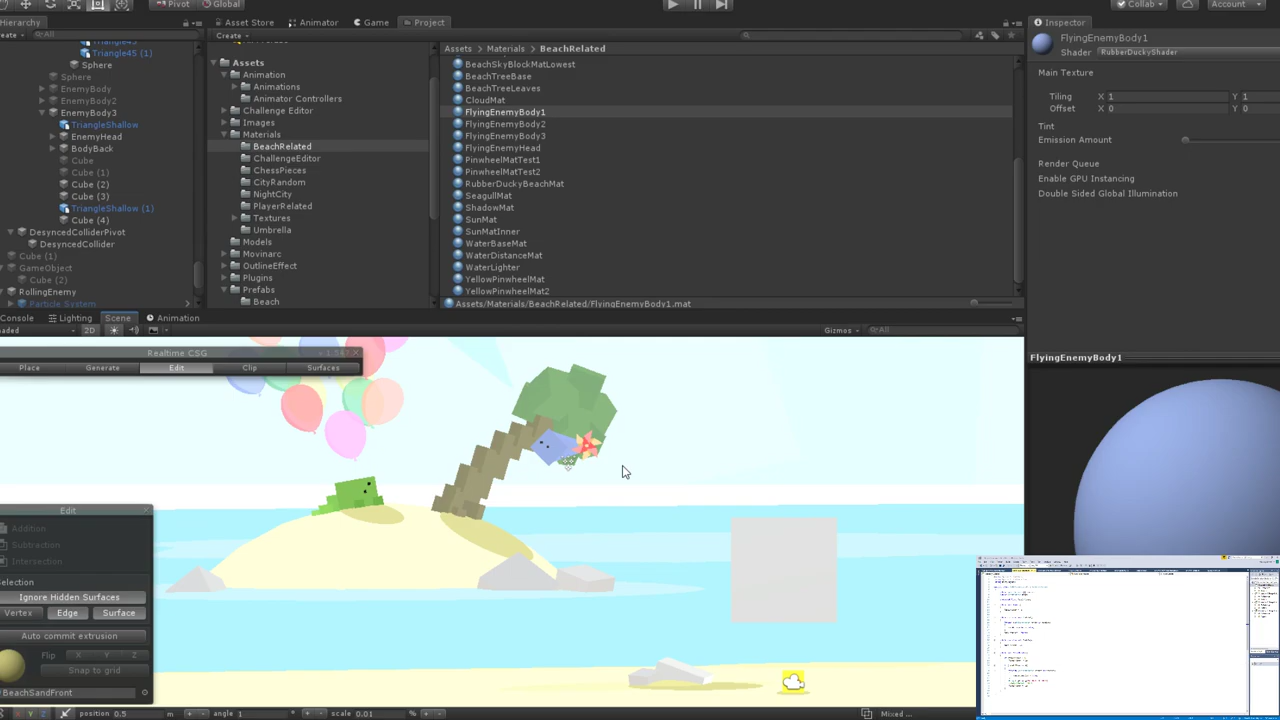 Pivot Global Collab Account
Hierarchy Asset Store Animator Game Project Inspector
All Create
FlyingEnemyBody1
Shader RubberDuckyShader
Main Texture
Tiling X 1 Y 1
Offset X 0 Y 0
Tint
Emission Amount
Render Queue
Enable GPU Instancing
Double Sided Global Illumination
Triangle45 (1)
Sphere
Sphere
EnemyBody
EnemyBody2
EnemyBody3
TriangleShallow
EnemyHead
BodyBack
Cube
Cube (1)
Cube (2)
Cube (3)
TriangleShallow (1)
Cube (4)
DesyncedColliderPivot
DesyncedCollider
Cube (1)
GameObject
Cube (2)
RollingEnemy
Particle System
Assets
Animation
Animations
Animator Controllers
Challenge Editor
Images
Materials
BeachRelated
ChallengeEditor
ChessPieces
CityRandom
NightCity
PlayerRelated
Textures
Umbrella
Models
Movinarc
OutlineEffect
Plugins
Prefabs
Beach
Assets Materials BeachRelated
BeachSkyBlockMatLowest
BeachTreeBase
BeachTreeLeaves
CloudMat
FlyingEnemyBody1
FlyingEnemyBody2
FlyingEnemyBody3
FlyingEnemyHead
PinwheelMatTest1
PinwheelMatTest2
RubberDuckyBeachMat
SeagullMat
ShadowMat
SunMat
SunMatInner
WaterBaseMat
WaterDistanceMat
WaterLighter
YellowPinwheelMat
YellowPinwheelMat2
Assets/Materials/BeachRelated/FlyingEnemyBody1.mat
Console Lighting Scene Animation
2D Gizmos All
Realtime CSG
Place Generate Edit Clip Surfaces
FlyingEnemyBody1
Edit
Addition
Subtraction
Intersection
Selection
Ignore Hidden Surfaces
Vertex Edge Surface
Auto commit extrusion
Flip X Y Z
Snap to grid
BeachSandFront
X Y Z position 0.5 m angle 1 scale 0.01 % Mixed ...